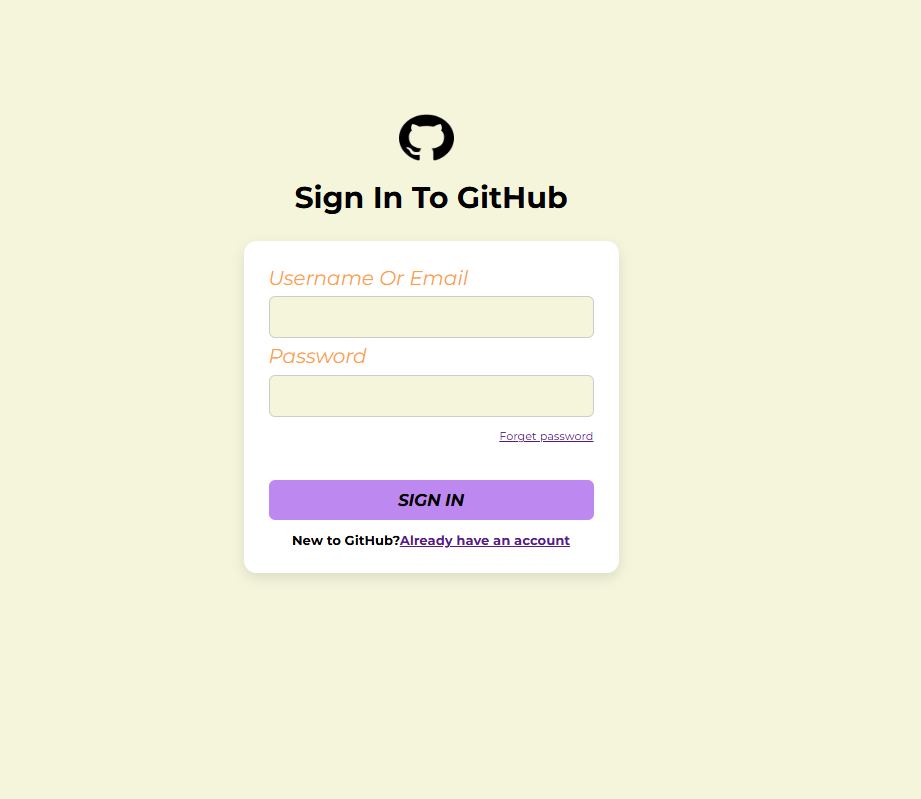 Sign In To GitHub
Username Or Email
Password
Forget password
SIGN IN
New to GitHub?Already have an account